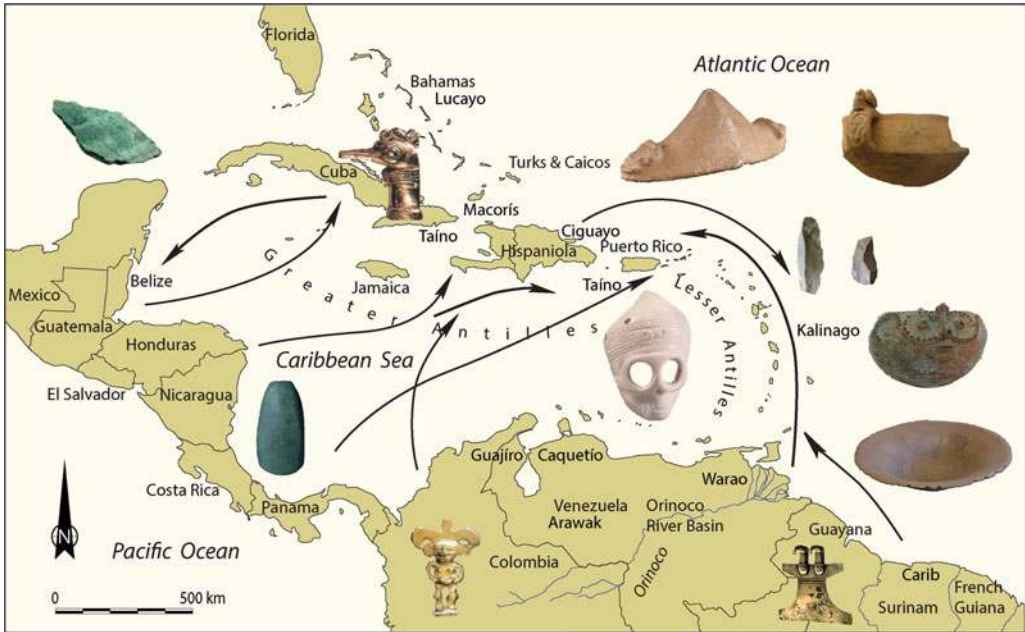 Florida
Atlantic Ocean
Bahamas
Lucayo
Turks & Caicos
Cuba
Macorís
Taíno
Ciguayo
Hispaniola
Puerto Rico
Taíno
Belize
Jamaica
Greater Antilles
Lesser Antilles
Mexico
Guatemala
Honduras
Caribbean Sea
Kalinago
El Salvador
Nicaragua
Guajíro
Caquetío
Warao
Costa Rica
Panama
Venezuela
Arawak
Orinoco
River Basin
Guayana
Colombia
Orinoco
N
Pacific Ocean
Carib
Surinam
French
Guiana
0 500 km